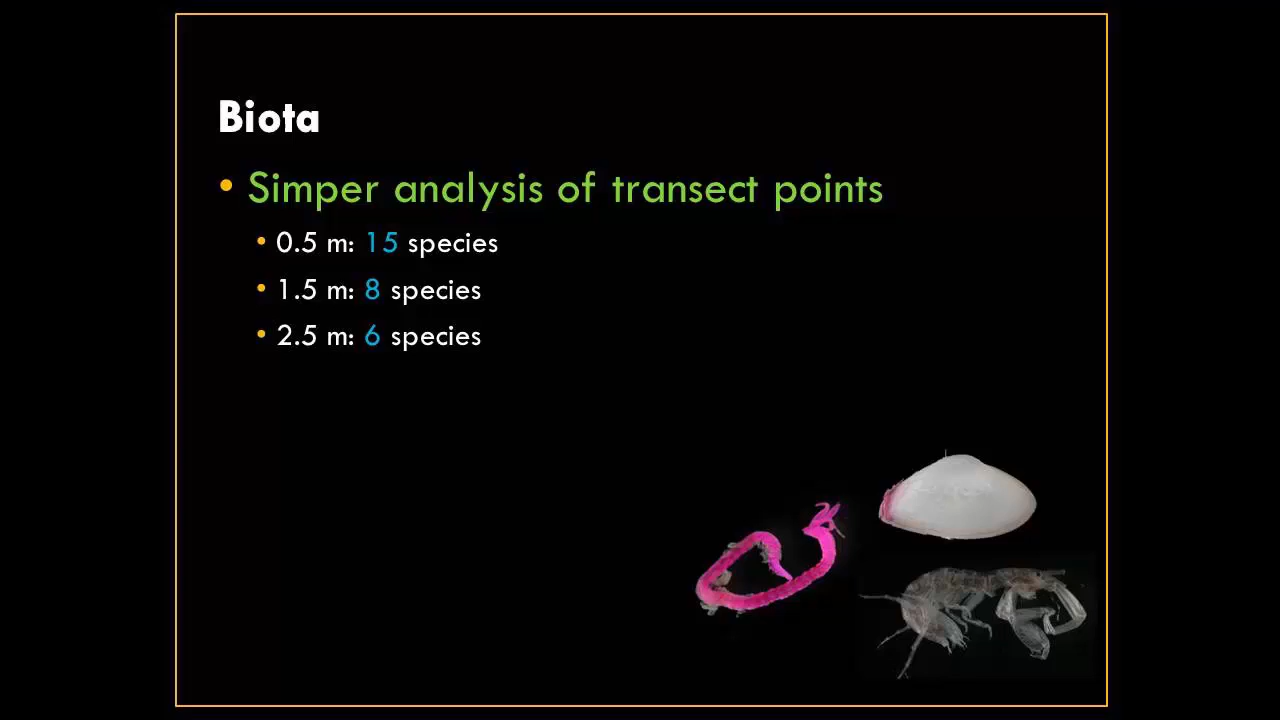 Biota
• Simper analysis of transect points
• 0.5 m: 15 species
• 1.5 m: 8 species
• 2.5 m: 6 species